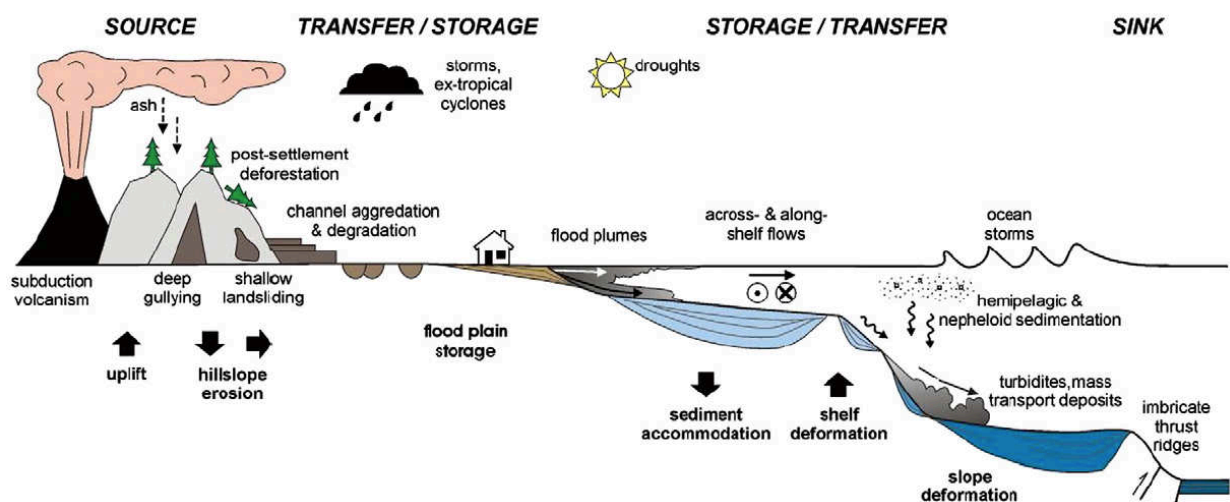 SOURCE
TRANSFER / STORAGE
STORAGE / TRANSFER
SINK
storms,
ex-tropical
cyclones
droughts
ash
post-settlement
deforestation
channel aggredation
& degradation
flood plumes
across- & along-
shelf flows
ocean
storms
subduction
volcanism
deep
gullying
shallow
landsliding
hemipelagic &
nepheloid sedimentation
flood plain
storage
uplift
hillslope
erosion
sediment
accommodation
shelf
deformation
turbidites, mass
transport deposits
imbricate
thrust
ridges
slope
deformation